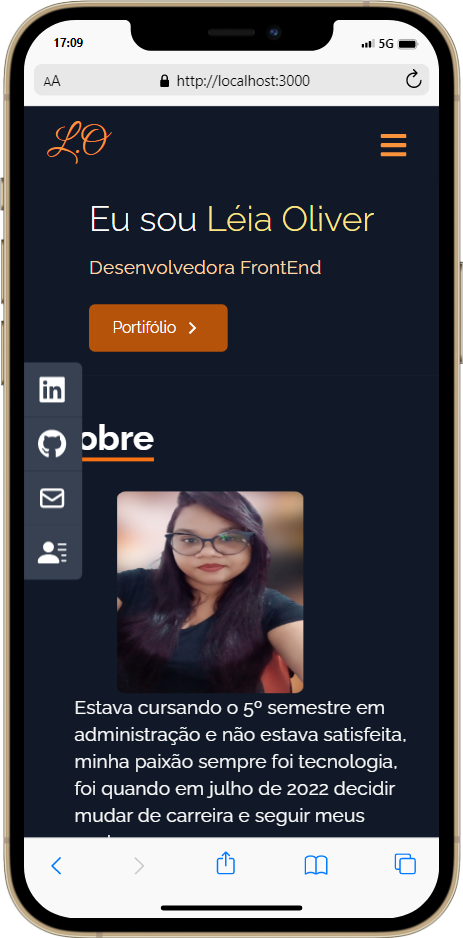 17:09
5G
AA
http://localhost:3000
L.O
Eu sou Léia Oliver
Desenvolvedora FrontEnd
Portifólio
in
obre
Estava cursando o 5º semestre em
administração e não estava satisfeita,
minha paixão sempre foi tecnologia,
foi quando em julho de 2022 decidir
mudar de carreira e seguir meus